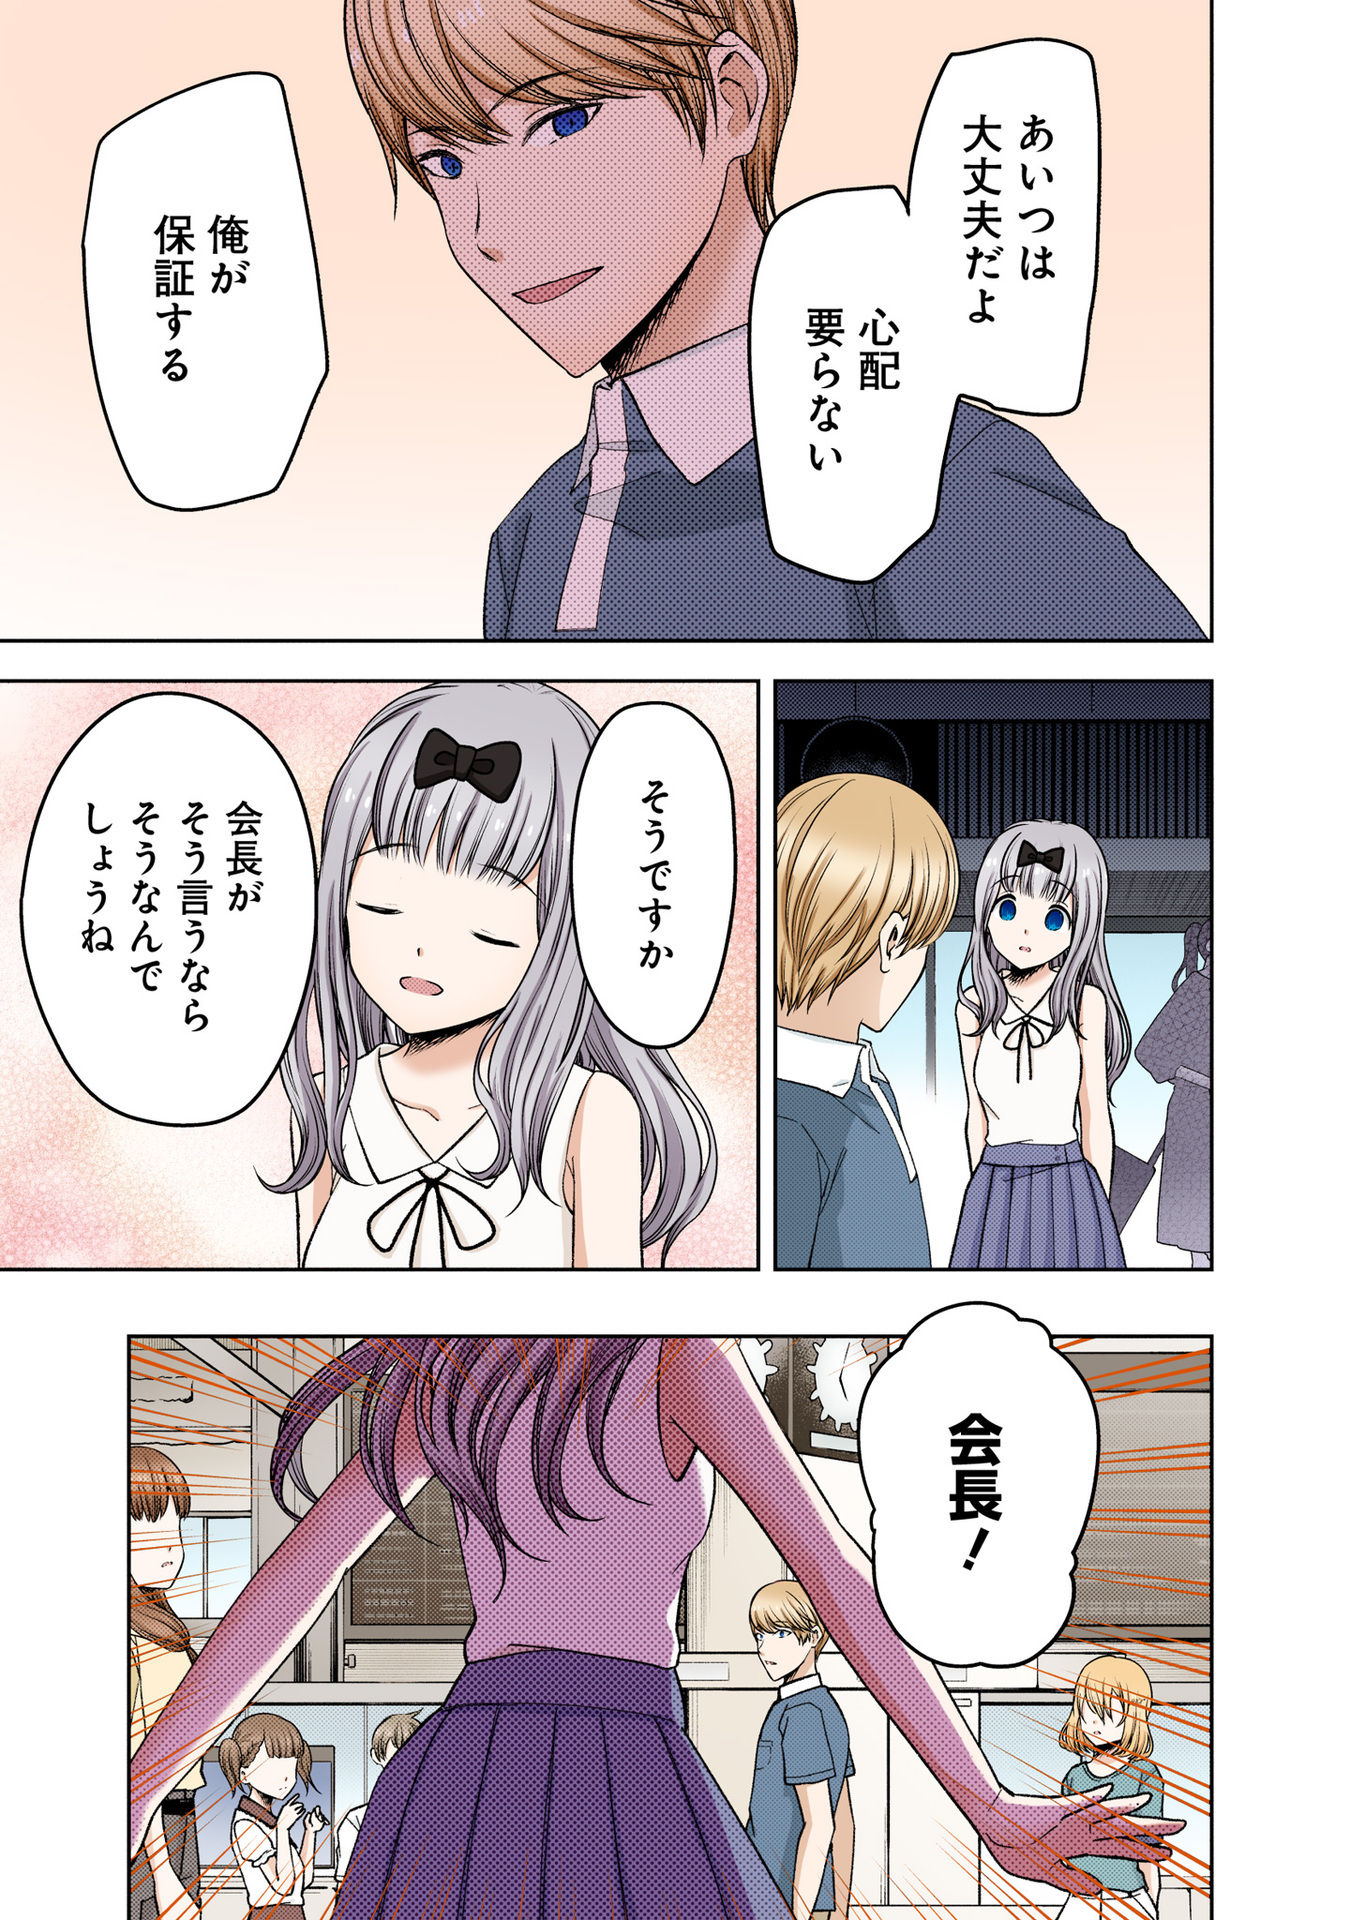 あいつは
大丈夫だよ
心配
要らない
俺が
保証する
そうですか
会長が
そう言うなら
そうなんで
しょうね
会長！